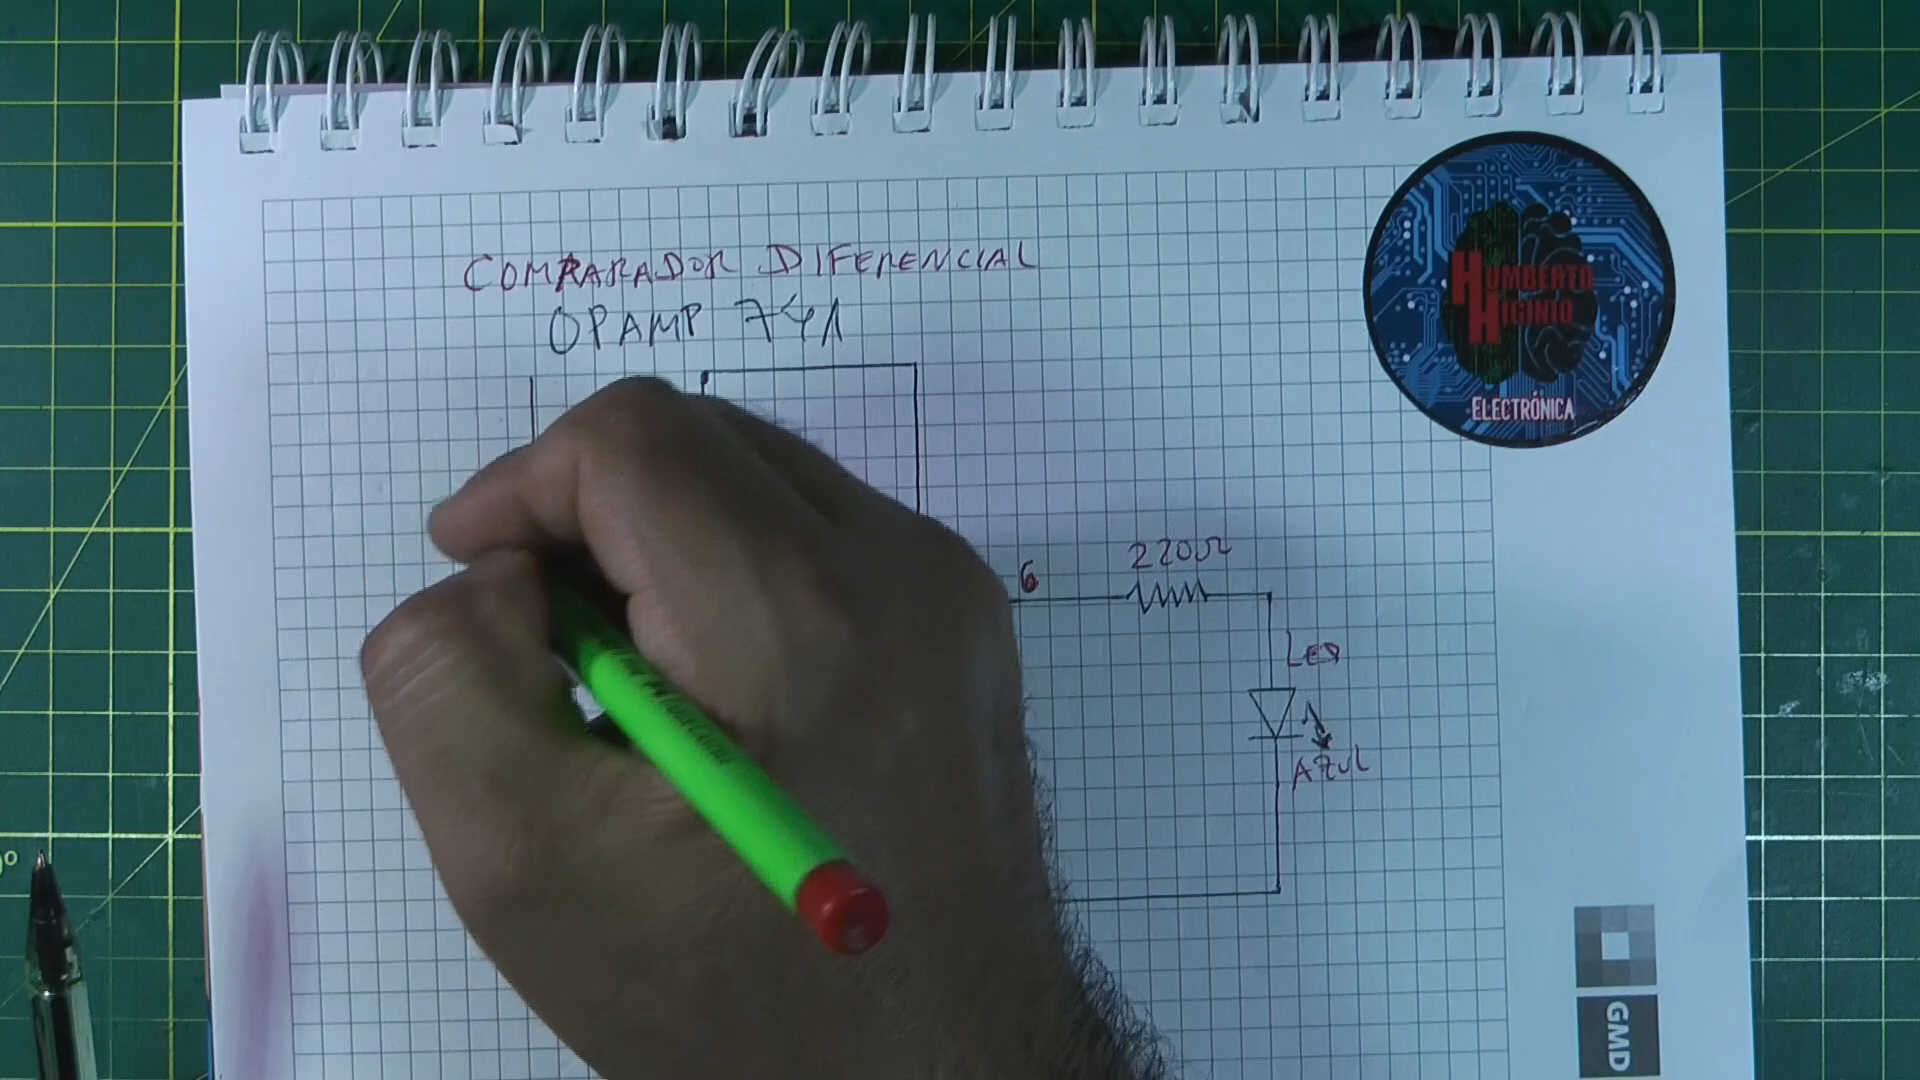 COMPARADOR DIFERENCIAL
OPAMP 741
6
220Ω
LED
AZUL
HUMBERTO
HIGINIO
ELECTRÓNICA
GMD